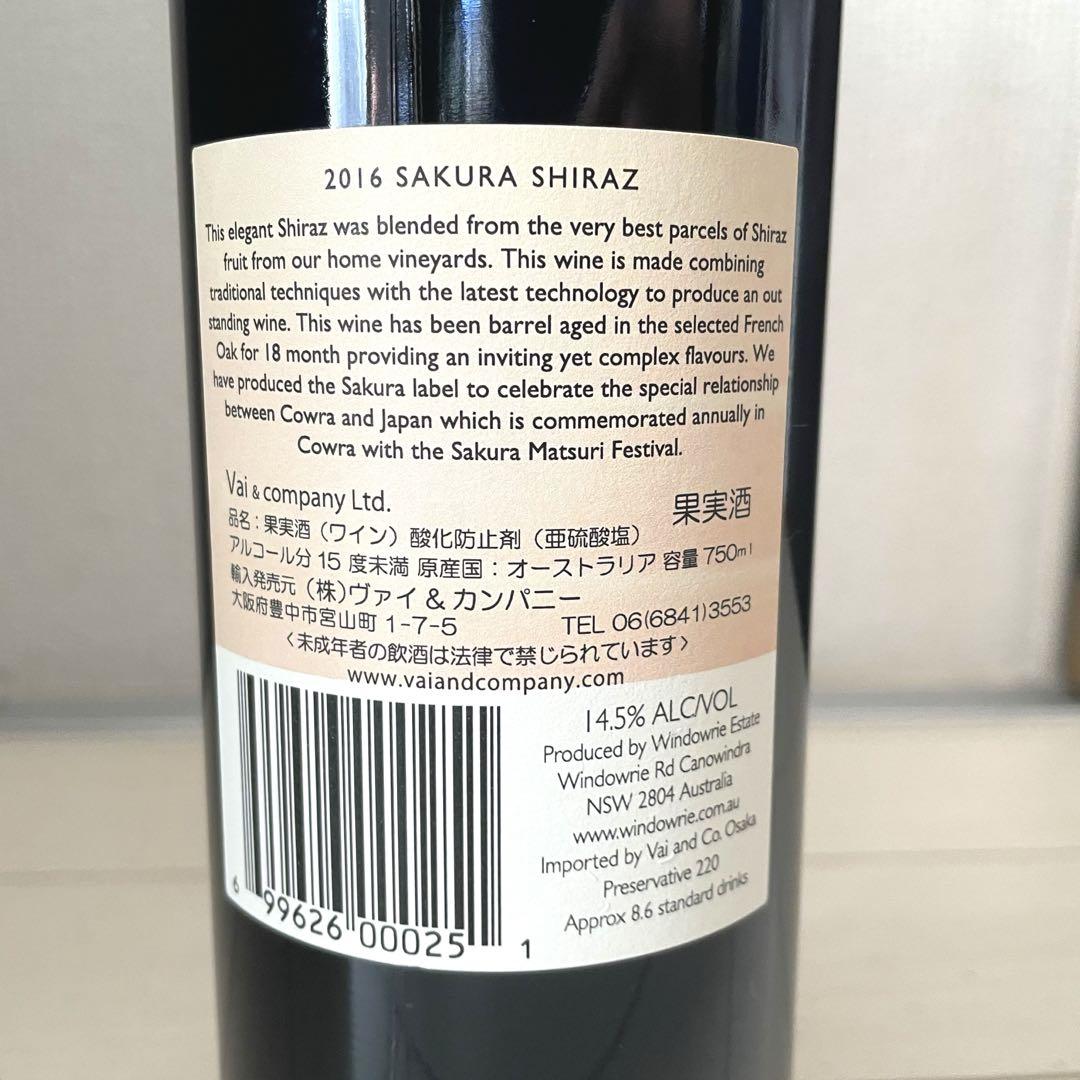 2016 SAKURA SHIRAZ
This elegant Shiraz was blended from the very best parcels of Shiraz
fruit from our home vineyards. This wine is made combining
traditional techniques with the latest technology to produce an out
standing wine. This wine has been barrel aged in the selected French
Oak for 18 month providing an inviting yet complex flavours. We
have produced the Sakura label to celebrate the special relationship
between Cowra and Japan which is commemorated annually in
Cowra with the Sakura Matsuri Festival.
Vai & company Ltd.
果実酒
品名：果実酒（ワイン）酸化防止剤（亜硫酸塩）
アルコール分 15 度未満 原産国：オーストラリア 容量 750ml
輸入発売元（株）ヴァイ & カンパニー
大阪府豊中市宮山町 1-7-5 TEL 06(6841)3553
〈未成年者の飲酒は法律で禁じられています〉
www.vaiandcompany.com
14.5% ALC/VOL
Produced by Windowrie Estate
Windowrie Rd Canowindra
NSW 2804 Australia
www.windowrie.com.au
Imported by Vai and Co. Osaka
Preservative 220
Approx 8.6 standard drinks
6 99626 00025 1